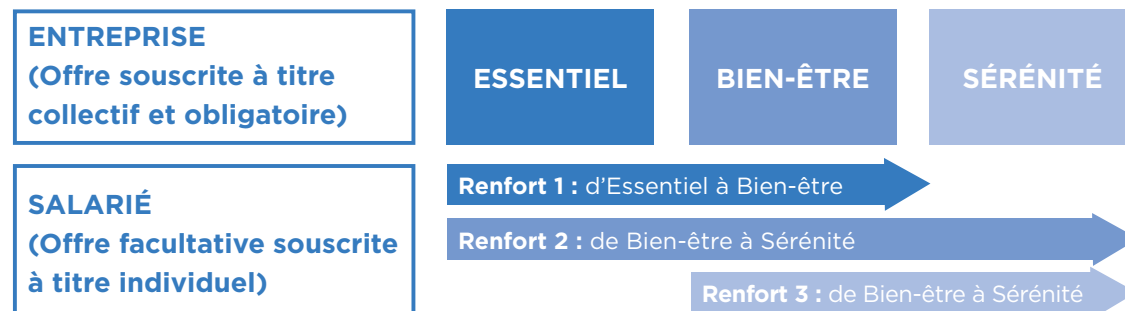 ENTREPRISE
(Offre souscrite à titre
collectif et obligatoire)
ESSENTIEL
BIEN-ÊTRE
SÉRÉNITÉ
SALARIÉ
(Offre facultative souscrite
à titre individuel)
Renfort 1 : d'Essentiel à Bien-être
Renfort 2 : de Bien-être à Sérénité
Renfort 3 : de Bien-être à Sérénité